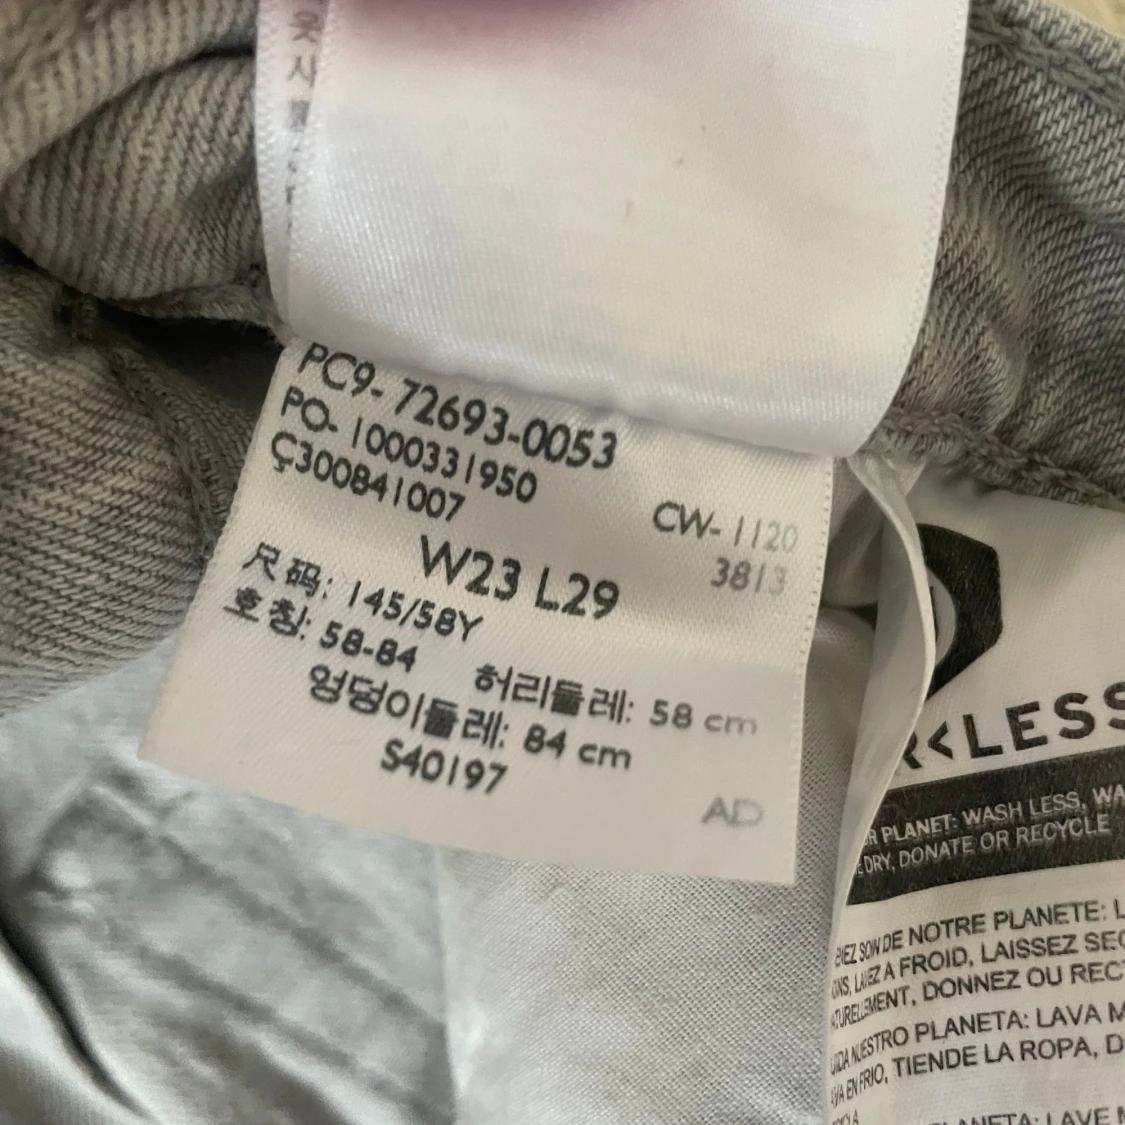 PC9-72693-0053
PO-1000331950
Ç300841007
CW-1120
3813
W23 L29
尺码: 145/58Y
호칭: 58-84 허리둘레: 58 cm
엉덩이둘레: 84 cm
S40197
AD
<LESS
PLANET: WASH LESS,
DRY, DONATE OR RECYCLE
DE NOTRE PLANETE:
A FROID, LAISSEZ
DONNEZ OU
NUESTRO PLANETA: LAVA
EN FRIO, TIENDE LA ROPA,
LAVE